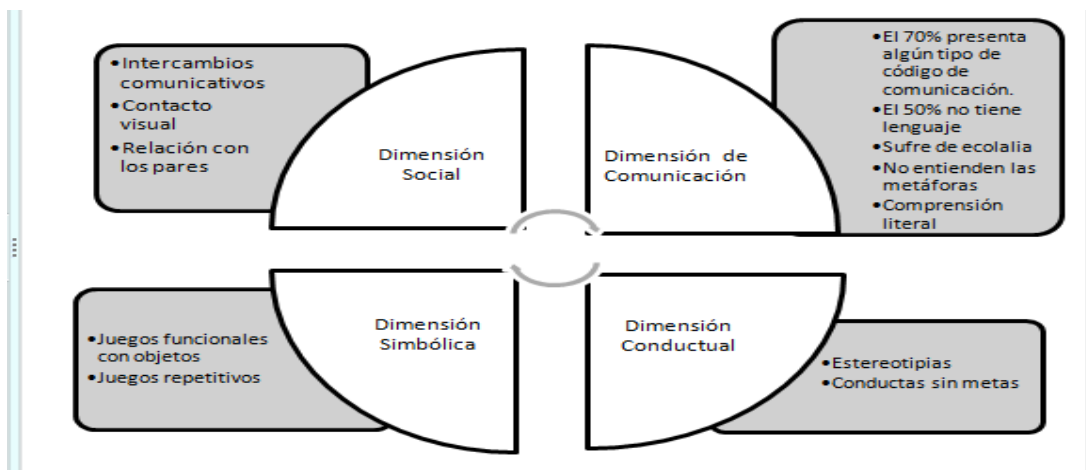 •Intercambios
comunicativos
•Contacto
visual
•Relación con
los pares
Dimensión
Social
Dimensión de
Comunicación
•El 70% presenta
algún tipo de
código de
comunicación.
•El 50% no tiene
lenguaje
•Sufre de ecolalia
•No entienden las
metáforas
•Comprensión
literal
•Juegos funcionales
con objetos
•Juegos repetitivos
Dimensión
Simbólica
Dimensión
Conductual
•Estereotipias
•Conductas sin metas